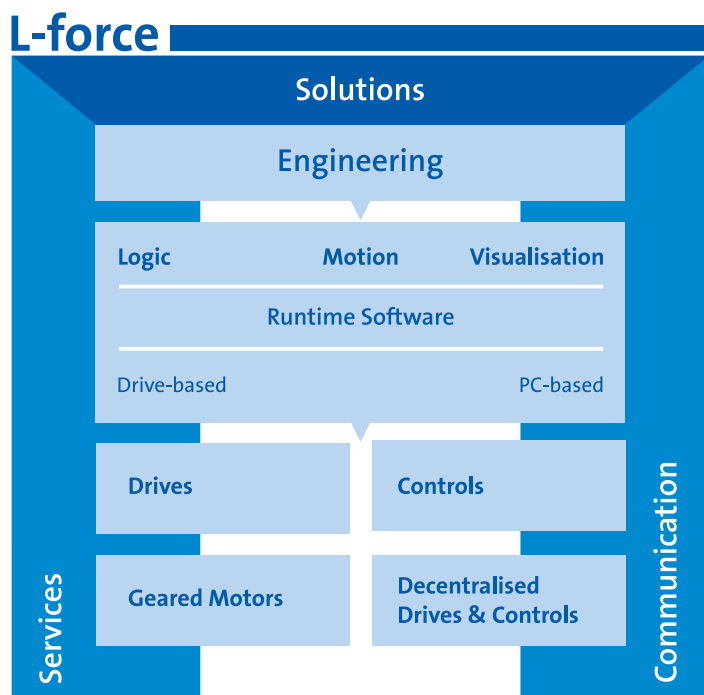 L-force
Solutions
Engineering
Logic Motion Visualisation
Runtime Software
Drive-based PC-based
Drives
Controls
Geared Motors
Decentralised
Drives & Controls
Services
Communication